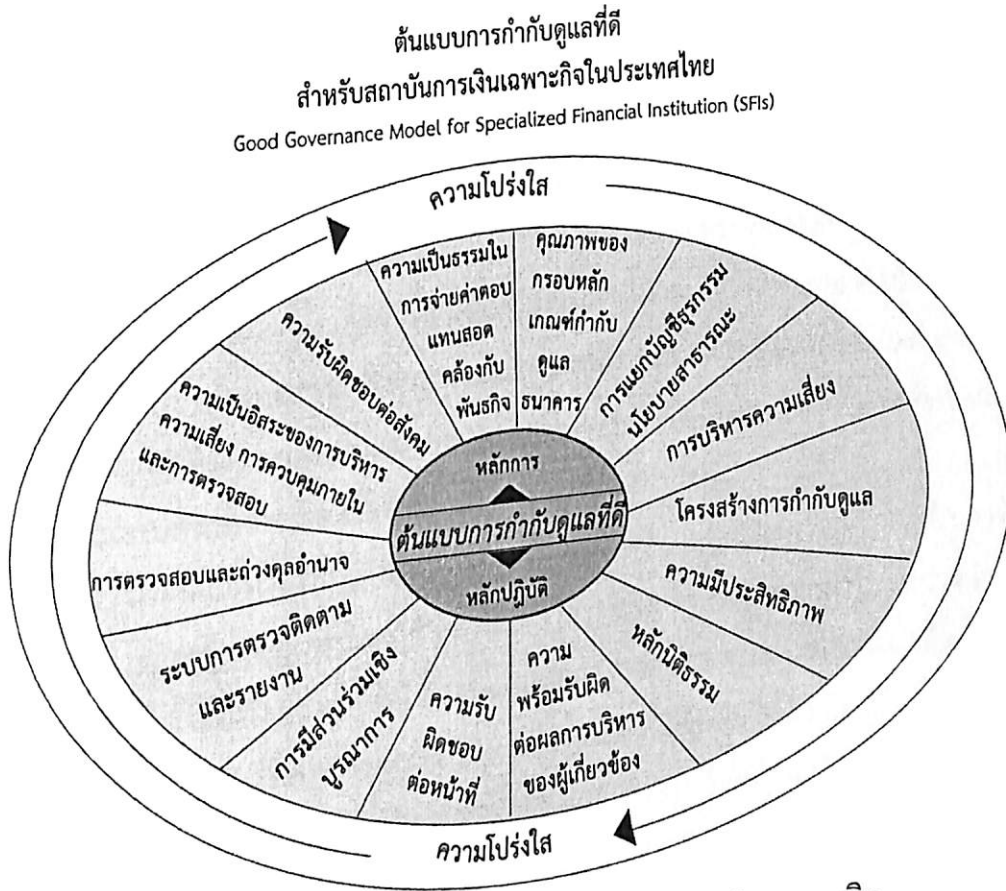 ต้นแบบการกำกับดูแลที่ดี
สำหรับสถาบันการเงินเฉพาะกิจในประเทศไทย
Good Governance Model for Specialized Financial Institution (SFIs)
ความโปร่งใส
ความเป็นธรรมใน
การจ่ายค่าตอบ
แทนสอด
คล้องกับ
พันธกิจ
คุณภาพของ
กรอบหลัก
เกณฑ์กำกับ
ดูแล
ธนาคาร
การแยกบัญชีธุรกรรม
นโยบายสาธารณะ
การบริหารความเสี่ยง
โครงสร้างการกำกับดูแล
ความมีประสิทธิภาพ
หลักนิติธรรม
ความ
พร้อมรับผิด
ต่อผลการบริหาร
ของผู้เกี่ยวข้อง
ความรับ
ผิดชอบ
ต่อหน้าที่
การมีส่วนร่วมเชิง
บูรณาการ
ระบบการตรวจติดตาม
และรายงาน
การตรวจสอบและถ่วงดุลอำนาจ
ความเป็นอิสระของการบริหาร
ความเสี่ยง การควบคุมภายใน
และการตรวจสอบ
ความรับผิดชอบต่อสังคม
หลักการ
ต้นแบบการกำกับดูแลที่ดี
หลักปฏิบัติ
ความโปร่งใส